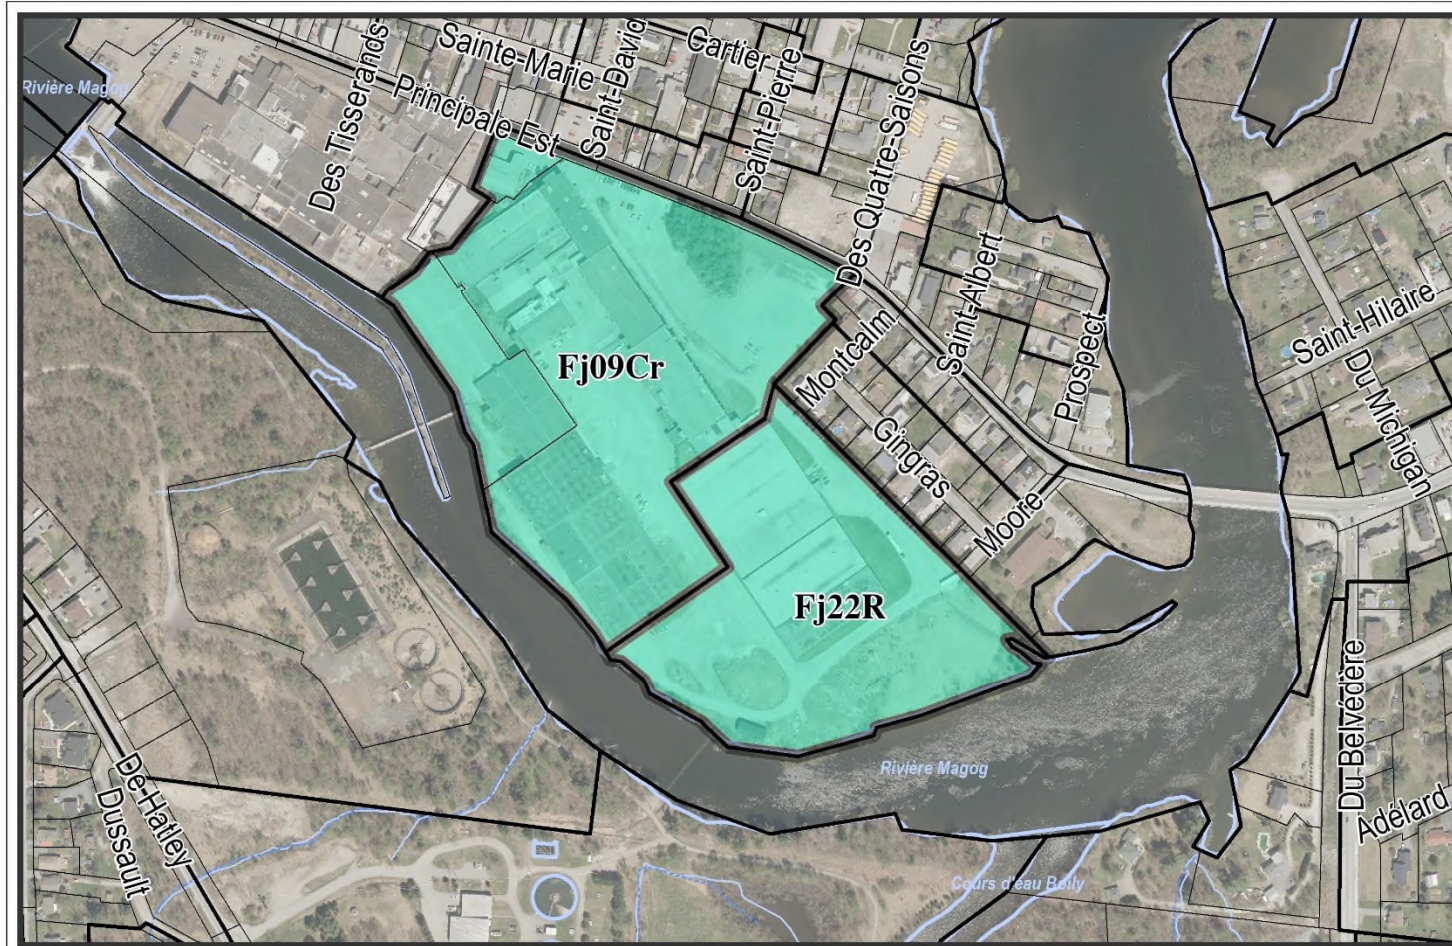 Rivière Magog
Des Tisserands
Principale Est
Sainte-Marie
Saint-David
Cartier
Saint-Pierre
Des Quatre-Saisons
Saint-Albert
Prospect
Montcalm
Gingras
Moore
Saint-Hilaire
Du Michigan
Fj09Cr
Fj22R
Rivière Magog
Du Belvédère
Adélard
De Hatley
Dussault
Cours d'eau Boily